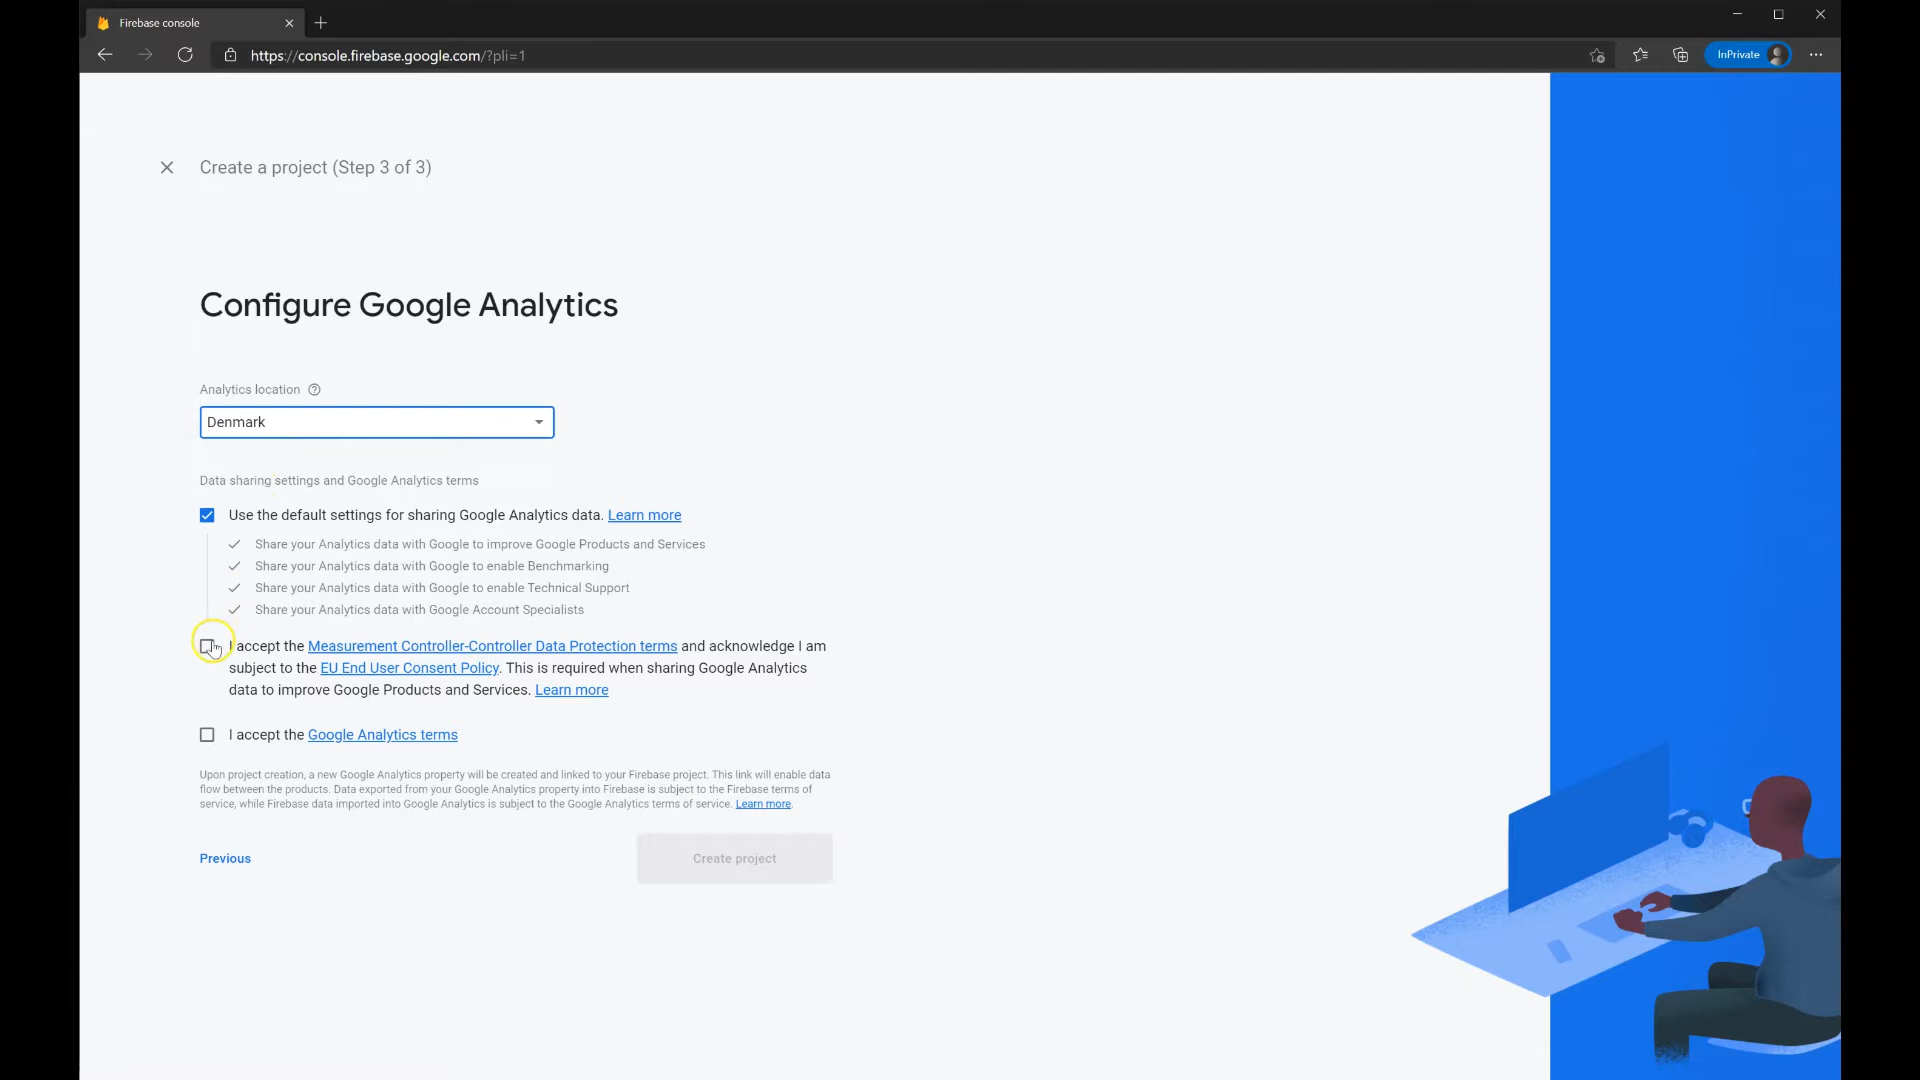 Firebase console
https://console.firebase.google.com/?pli=1
InPrivate
Create a project (Step 3 of 3)
Configure Google Analytics
Analytics location
Denmark
Data sharing settings and Google Analytics terms
Use the default settings for sharing Google Analytics data. Learn more
Share your Analytics data with Google to improve Google Products and Services
Share your Analytics data with Google to enable Benchmarking
Share your Analytics data with Google to enable Technical Support
Share your Analytics data with Google Account Specialists
I accept the Measurement Controller-Controller Data Protection terms and acknowledge I am
subject to the EU End User Consent Policy. This is required when sharing Google Analytics
data to improve Google Products and Services. Learn more
I accept the Google Analytics terms
Upon project creation, a new Google Analytics property will be created and linked to your Firebase project. This link will enable data
flow between the products. Data exported from your Google Analytics property into Firebase is subject to the Firebase terms of
service, while Firebase data imported into Google Analytics is subject to the Google Analytics terms of service. Learn more.
Previous
Create project